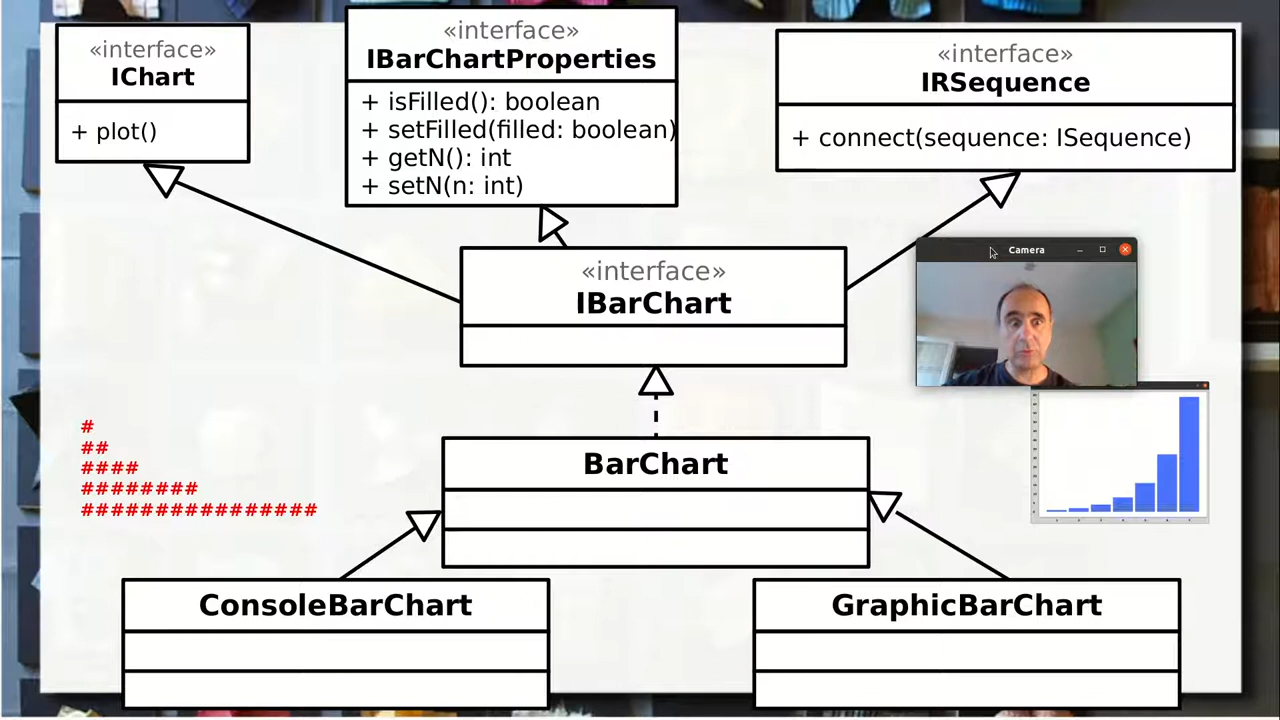 «interface»
IChart
+ plot()
«interface»
IBarChartProperties
+ isFilled(): boolean
+ setFilled(filled: boolean)
+ getN(): int
+ setN(n: int)
«interface»
IRSequence
+ connect(sequence: ISequence)
«interface»
IBarChart
Camera
BarChart
#
##
####
########
################
ConsoleBarChart
GraphicBarChart